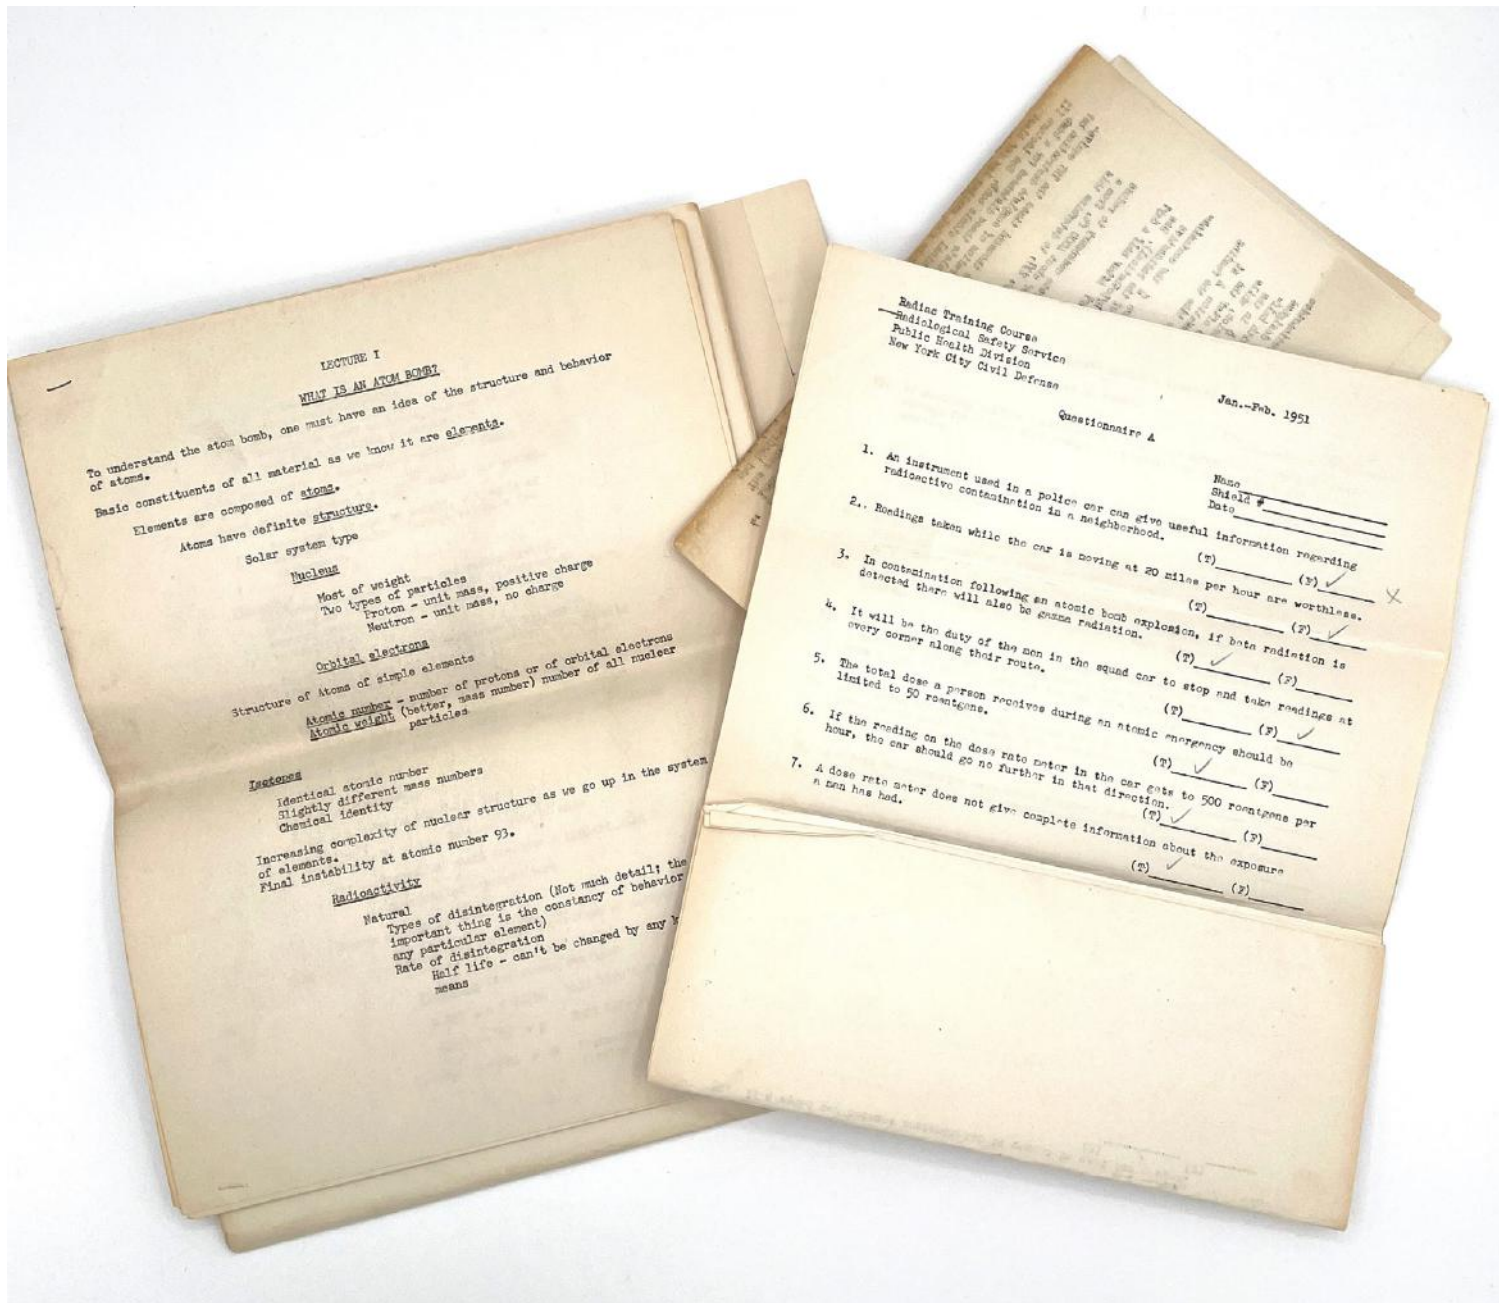 LECTURE I
WHAT IS AN ATOM BOMB?
To understand the atom bomb, one must have an idea of the structure and behavior
of atoms.
Basic constituents of all material as we know it are elements.
Elements are composed of atoms.
Atoms have definite structure.
Solar system type
Nucleus
Most of weight
Two types of particles
Proton - unit mass, positive charge
Neutron - unit mass, no charge
Orbital electrons
Structure of Atoms of simple elements
Atomic number - number of protons or of orbital electrons
Atomic weight (better, mass number) number of all nuclear
particles
Isotopes
Identical atomic number
Slightly different mass numbers
Chemical identity
Increasing complexity of nuclear structure as we go up in the system
of elements.
Final instability at atomic number 93.
Radioactivity
Natural
Types of disintegration (Not much detail; the
important thing is the constancy of behavior
any particular element)
Rate of disintegration
Half life - can't be changed by any
means
Radiac Training Course
Radiological Safety Service
Public Health Division
New York City Civil Defense
Jan.-Feb. 1951
Questionnaire A
Name
Shield #
Date
1. An instrument used in a police car can give useful information regarding
radioactive contamination in a neighborhood.
(T) (F) ✓ X
2.. Readings taken while the car is moving at 20 miles per hour are worthless.
(T) (F) ✓
3. In contamination following an atomic bomb explosion, if beta radiation is
detected there will also be gamma radiation.
(T) ✓ (F)
4. It will be the duty of the men in the squad car to stop and take readings at
every corner along their route.
(T) (F) ✓
5. The total dose a person receives during an atomic emergency should be
limited to 50 roentgens.
(T) ✓ (F)
6. If the reading on the dose rate meter in the car gets to 500 roentgens per
hour, the car should go no further in that direction.
(T) ✓ (F)
7. A dose rate meter does not give complete information about the exposure
a man has had.
(T) ✓ (F)